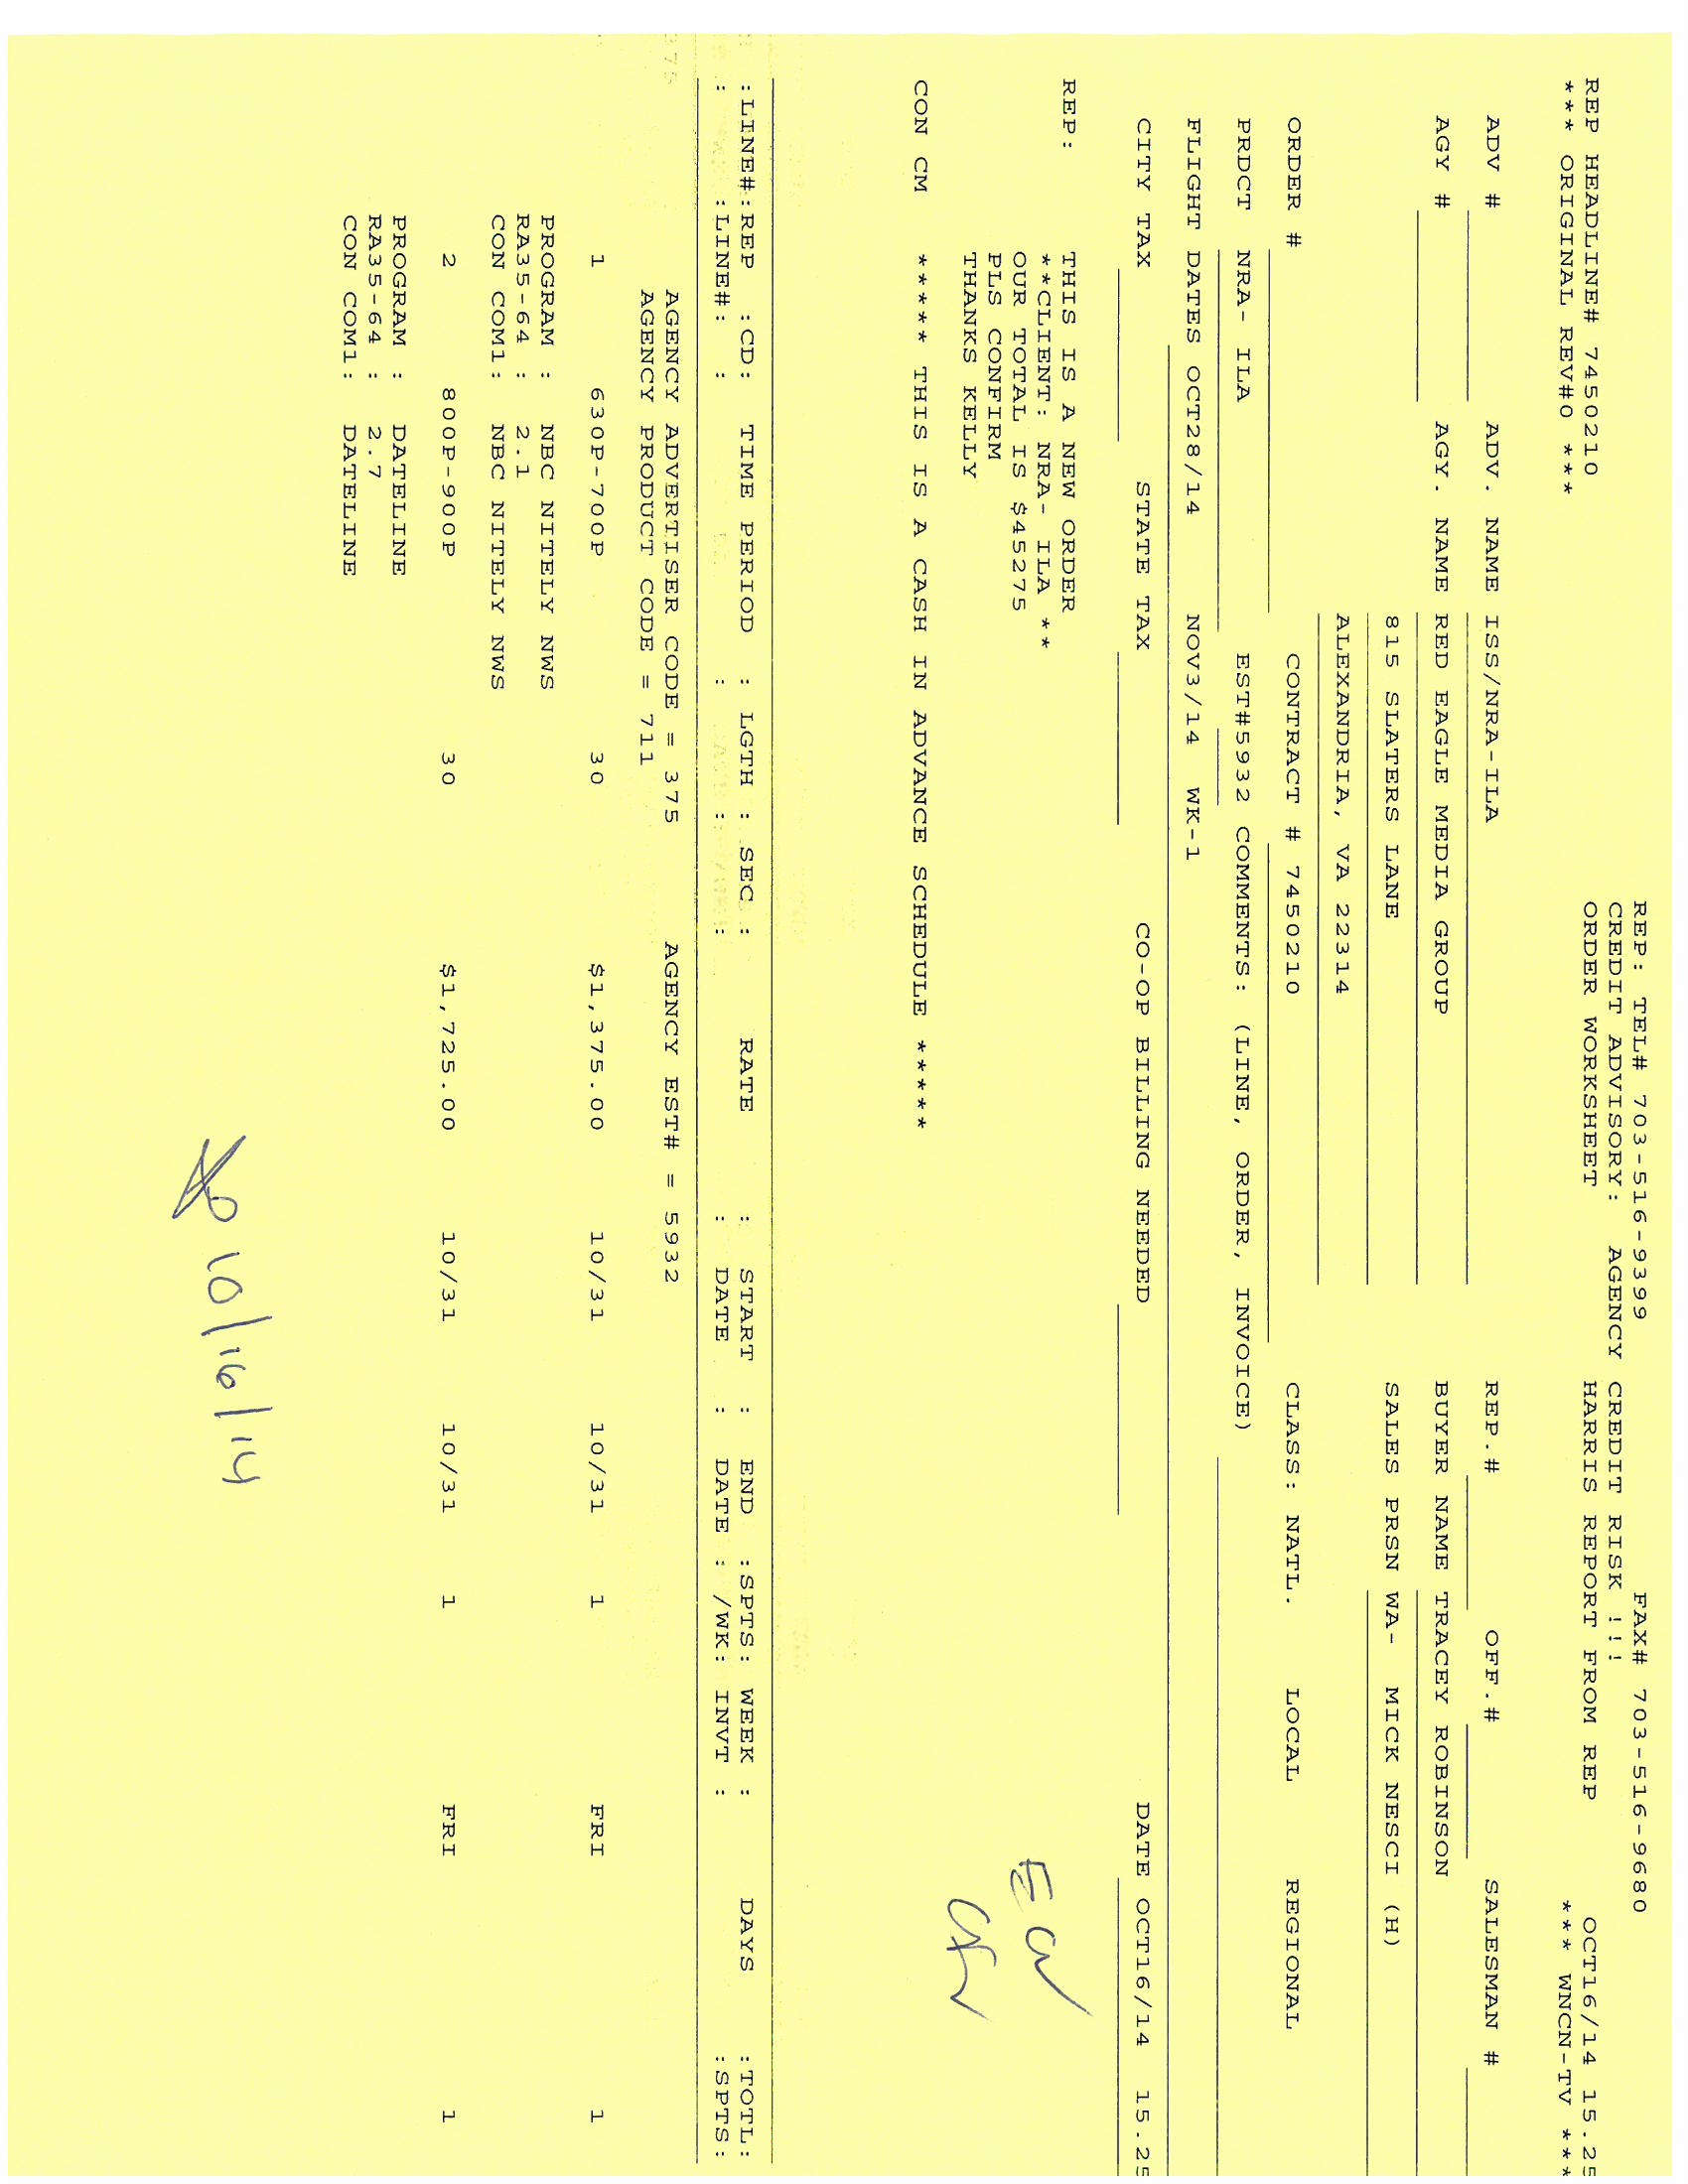 REP: TEL# 703-516-9399 FAX# 703-516-9680
CREDIT ADVISORY: AGENCY CREDIT RISK !!! OCT16/14 15.25
REP HEADLINE# 7450210 ORDER WORKSHEET HARRIS REPORT FROM REP
*** ORIGINAL REV#0 *** *** WNCN-TV ***
ADV # ADV. NAME ISS/NRA-ILA REP.# OFF.# SALESMAN #
AGY # AGY. NAME RED EAGLE MEDIA GROUP BUYER NAME TRACEY ROBINSON
815 SLATERS LANE SALES PRSN WA- MICK NESCI (H)
ALEXANDRIA, VA 22314
ORDER # CONTRACT # 7450210 CLASS: NATL. LOCAL REGIONAL
PRDCT NRA- ILA EST#5932 COMMENTS: (LINE, ORDER, INVOICE)
FLIGHT DATES OCT28/14 NOV3/14 WK-1
CITY TAX STATE TAX CO-OP BILLING NEEDED DATE OCT16/14 15.25
REP: THIS IS A NEW ORDER
**CLIENT: NRA- ILA **
OUR TOTAL IS $45275
PLS CONFIRM
THANKS KELLY
CON CM ***** THIS IS A CASH IN ADVANCE SCHEDULE *****
:LINE#:REP :CD: TIME PERIOD : LGTH : SEC : RATE : START : END :SPTS: WEEK : DAYS :TOTL:
: :LINE#: : : : : : DATE : DATE : /WK: INVT : :SPTS:
AGENCY ADVERTISER CODE = 375 AGENCY EST# = 5932
AGENCY PRODUCT CODE = 711
1 630P-700P 30 $1,375.00 10/31 10/31 1 FRI 1
PROGRAM : NBC NITELY NWS
RA35-64 : 2.1
CON COM1: NBC NITELY NWS
2 800P-900P 30 $1,725.00 10/31 10/31 1 FRI 1
PROGRAM : DATELINE
RA35-64 : 2.7
CON COM1: DATELINE
10/16/14